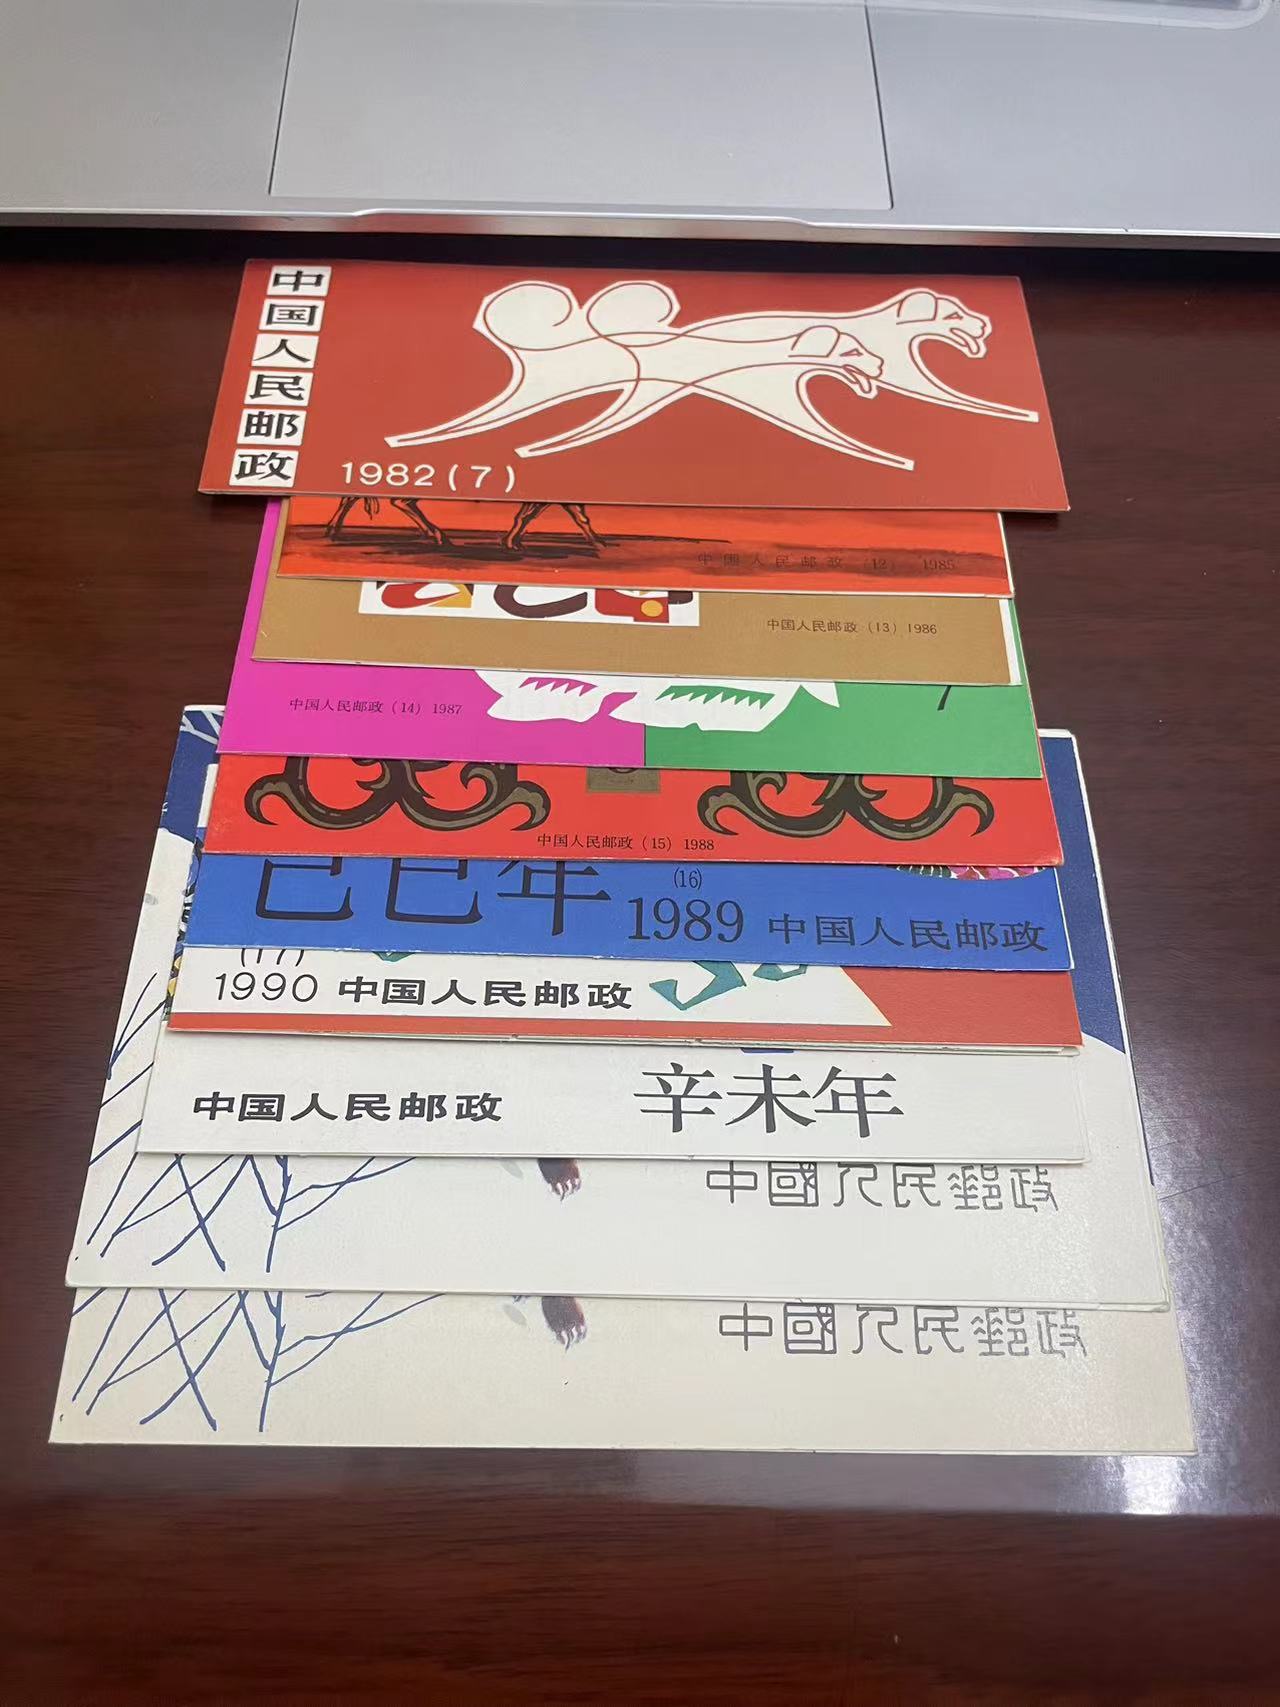 中国人民邮政
1982(7)
中国人民邮政 (12) 1985
中国人民邮政 (13) 1986
中国人民邮政 (14) 1987
中国人民邮政 (15) 1988
己巳年
(16)
1989 中国人民邮政
(17)
1990 中国人民邮政
中国人民邮政
辛未年
中國人民郵政
中國人民郵政